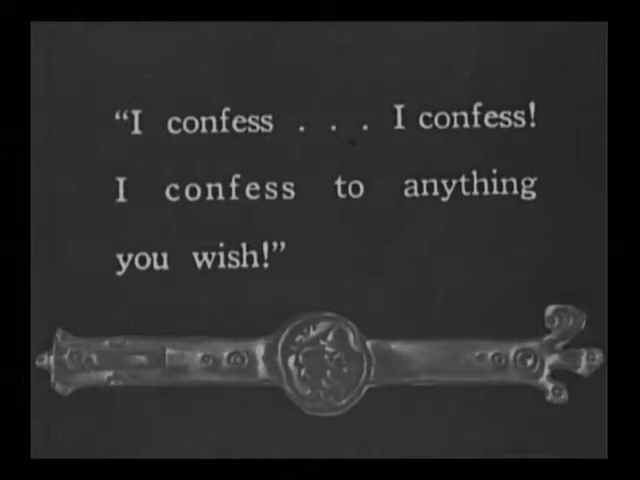 “I confess . . . I confess!
I confess to anything
you wish!”